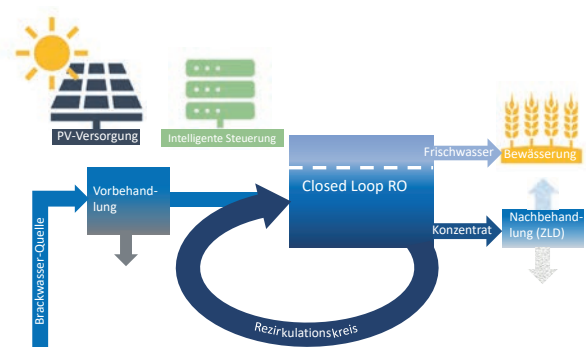 PV-Versorgung
Intelligente Steuerung
Frischwasser
Bewässerung
Vorbehand-
lung
Closed Loop RO
Konzentrat
Nachbehand-
lung (ZLD)
Brackwasser-Quelle
Rezirkulationskreis